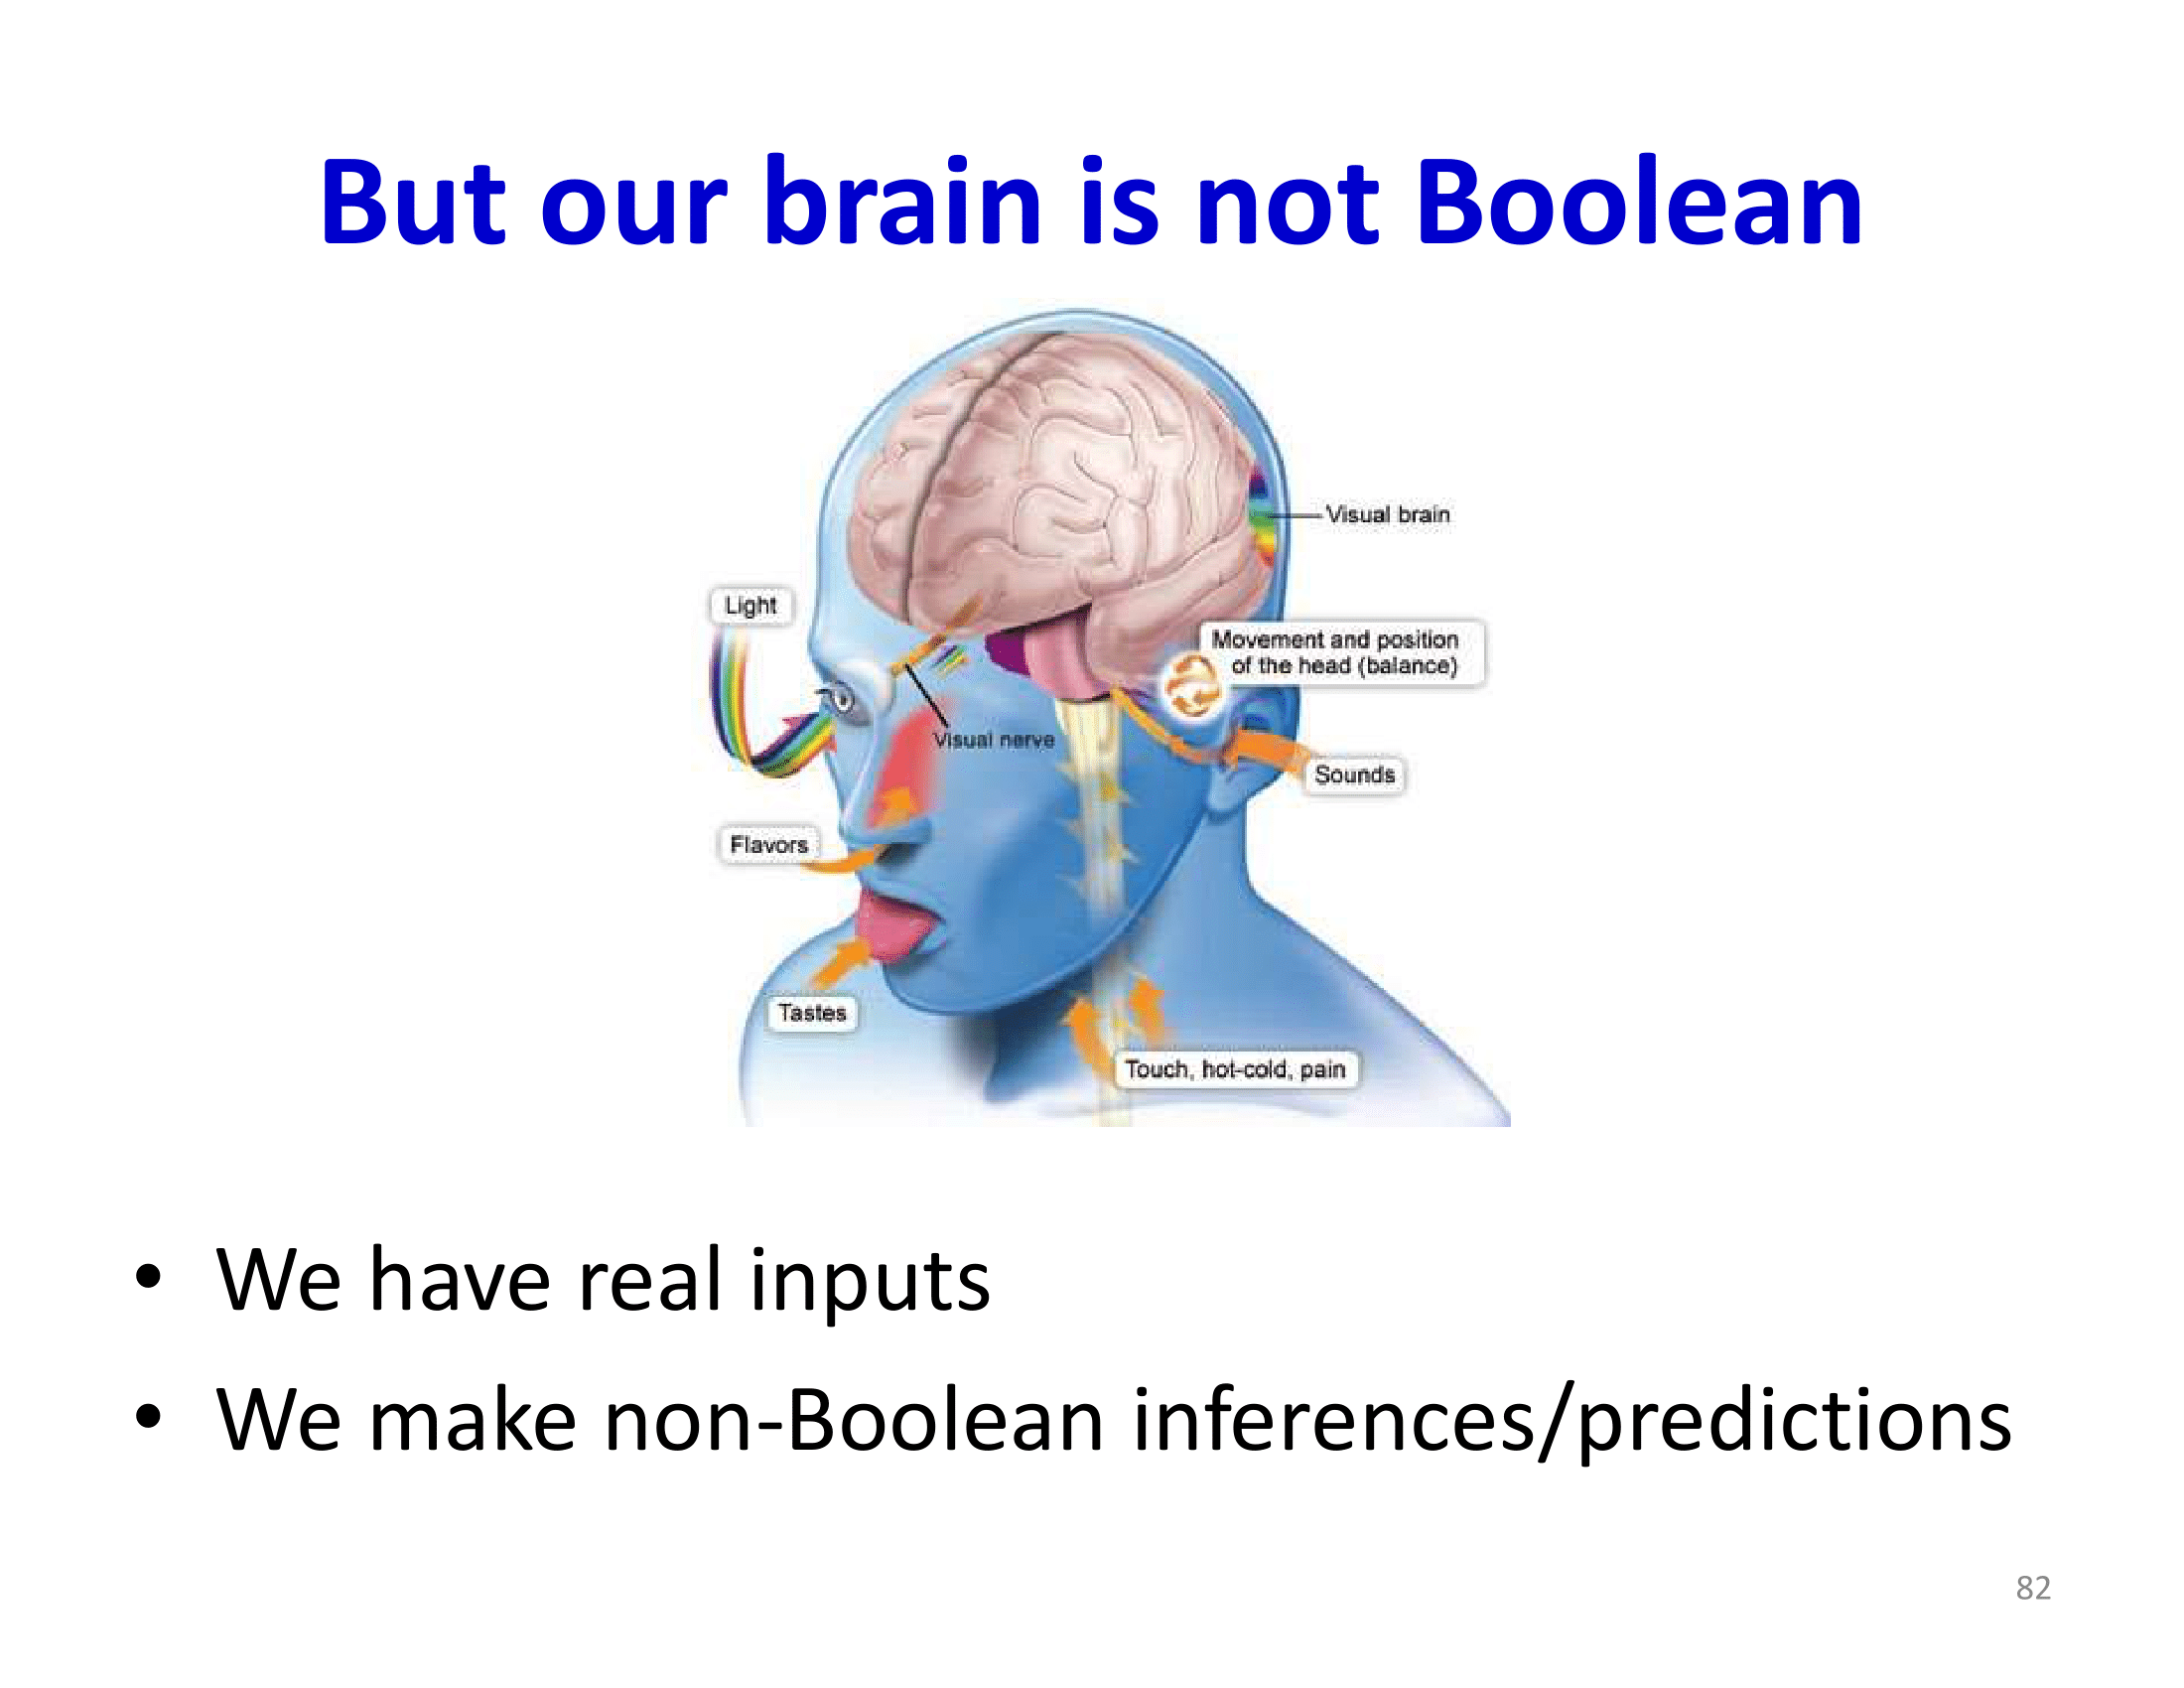 But our brain is not Boolean
Visual brain
Light
Movement and position
of the head (balance)
Visual nerve
Sounds
Flavors
Tastes
Touch, hot-cold, pain
• We have real inputs
• We make non-Boolean inferences/predictions
82